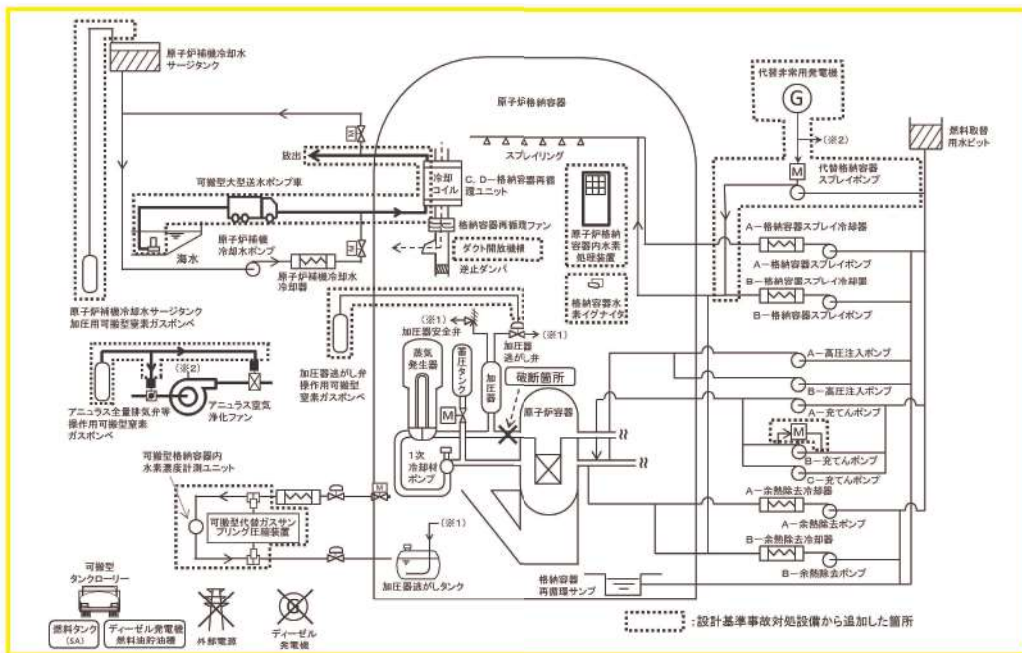 原子炉補機冷却水
サージタンク
原子炉格納容器
代替非常用発電機
G
(※2)
燃料取替
用水ピット
放出
M
スプレイリング
M
代替格納容器
スプレイポンプ
可搬型大型送水ポンプ車
冷却
コイル
C,D-格納容器再循
環ユニット
格納容器再循環ファン
ダクト開放機構
逆止ダンパ
原子炉格納
容器内水素
処理装置
A-格納容器スプレイ冷却器
A-格納容器スプレイポンプ
海水
原子炉補機
冷却水ポンプ
原子炉補機冷却水
冷却器
M
B-格納容器スプレイ冷却器
B-格納容器スプレイポンプ
格納容器水
素イグナイタ
原子炉補機冷却水サージタンク
加圧用可搬型窒素ガスボンベ
(※1)
加圧器安全弁
(※1)
加圧器
逃がし弁
加圧器逃がし弁
操作用可搬型
窒素ガスボンベ
蒸気
発生器
蓄圧タンク
加圧器
破断箇所
原子炉容器
M
1次
冷却材
ポンプ
A-高圧注入ポンプ
B-高圧注入ポンプ
A-充てんポンプ
M
B-充てんポンプ
C-充てんポンプ
(※2)
アニュラス空気
浄化ファン
アニュラス全量排気弁等
操作用可搬型窒素
ガスボンベ
可搬型格納容器内
水素濃度計測ユニット
M
可搬型代替ガスサン
プリング圧縮装置
(※1)
加圧器逃がしタンク
A-余熱除去冷却器
A-余熱除去ポンプ
B-余熱除去冷却器
B-余熱除去ポンプ
格納容器
再循環サンプ
可搬型
タンクローリー
燃料タンク
(SA)
ディーゼル発電機
燃料油貯油槽
外部電源
ディーゼル
発電機
:設計基準事故対処設備から追加した箇所